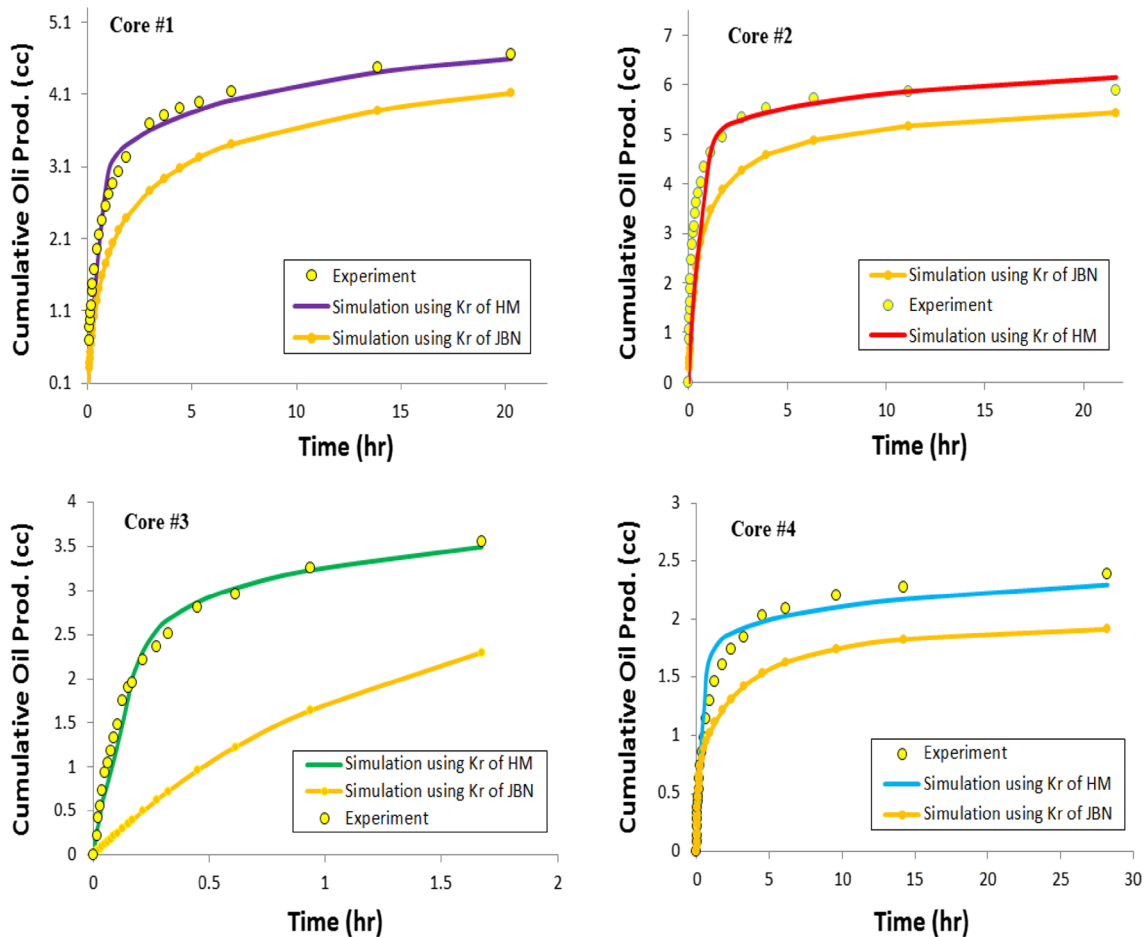 Core #1
Cumulative Oli Prod. (cc)
5.1
4.1
3.1
2.1
1.1
0.1
Experiment
Simulation using Kr of HM
Simulation using Kr of JBN
0
5
10
15
20
Time (hr)
Core #2
Cumulative Oil Prod. (cc)
7
6
5
4
3
2
1
0
Simulation using Kr of JBN
Experiment
Simulation using Kr of HM
0
5
10
15
20
Time (hr)
Core #3
Cumulative Oil Prod. (cc)
4
3.5
3
2.5
2
1.5
1
0.5
0
Simulation using Kr of HM
Simulation using Kr of JBN
Experiment
0
0.5
1
1.5
2
Time (hr)
Core #4
Cumulative Oil Prod. (cc)
3
2.5
2
1.5
1
0.5
0
Experiment
Simulation using Kr of HM
Simulation using Kr of JBN
0
5
10
15
20
25
30
Time (hr)